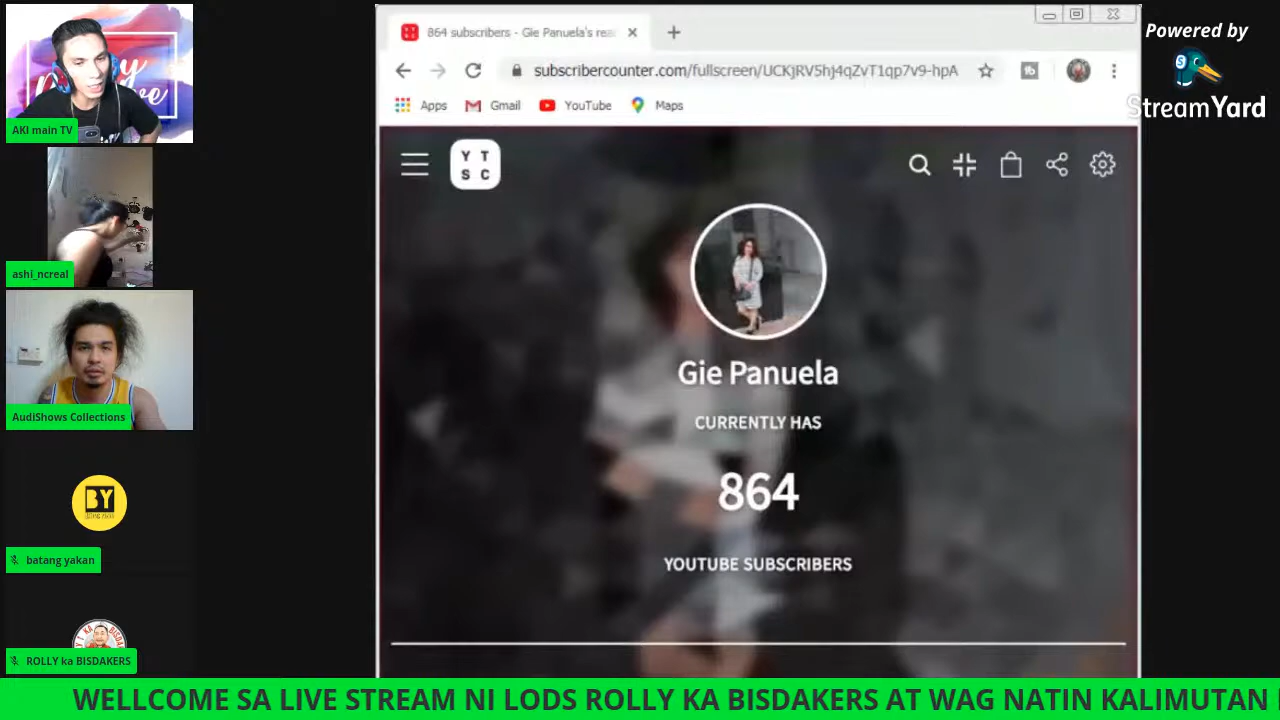 AKI main TV
ashi_ncreal
AudiShows Collections
BY
batang yakan
ROLLY ka BISDAKERS
864 subscribers - Gie Panuela's rea
subscribercounter.com/fullscreen/UCKjRV5hj4qZvT1qp7v9-hpA
Apps Gmail YouTube Maps
Y T
S C
Gie Panuela
CURRENTLY HAS
864
YOUTUBE SUBSCRIBERS
Powered by
StreamYard
WELLCOME SA LIVE STREAM NI LODS ROLLY KA BISDAKERS AT WAG NATIN KALIMUTAN